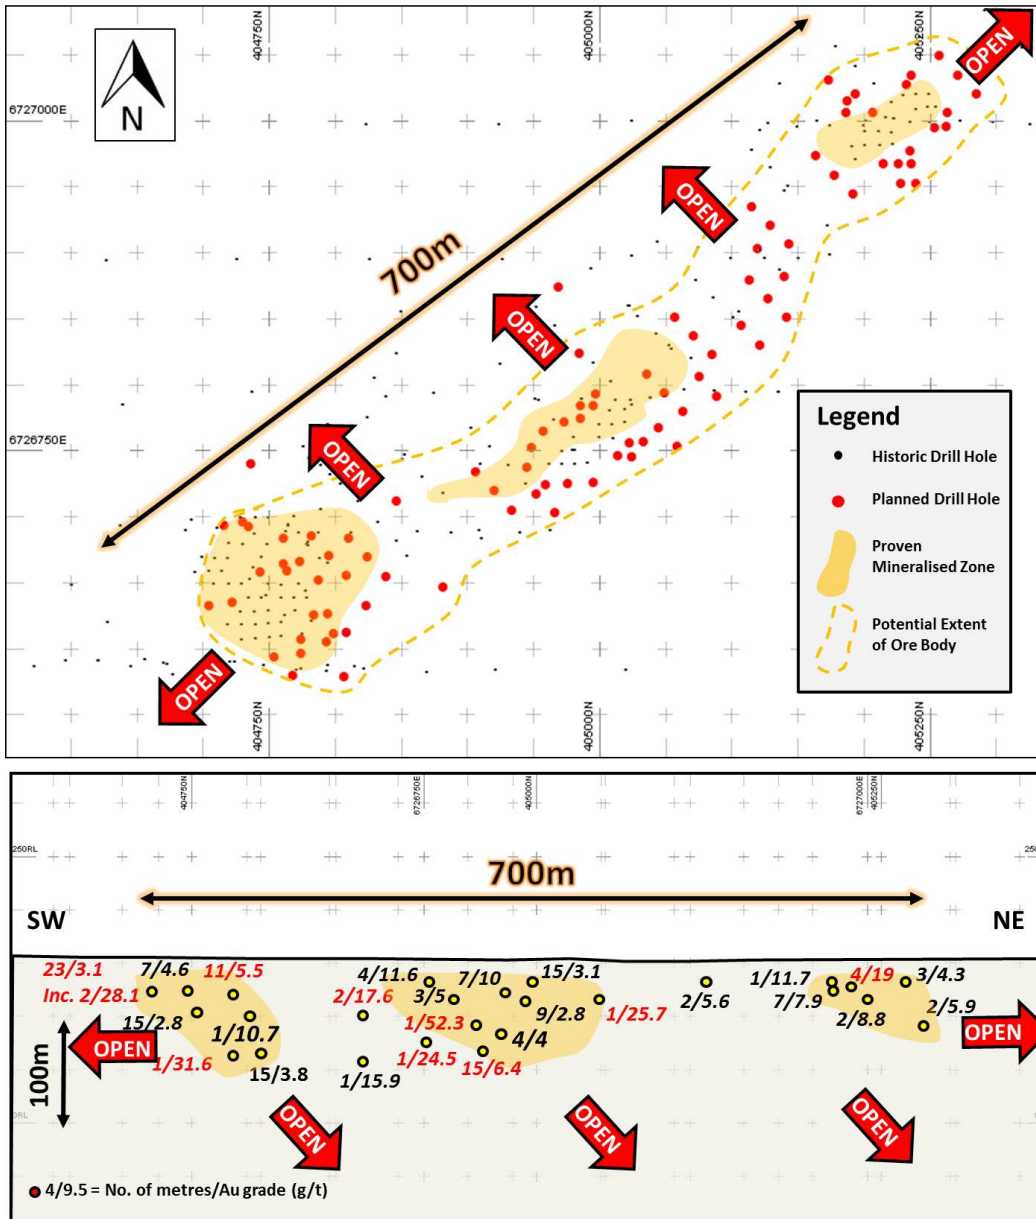 404750N
405000N
405250N
OPEN
N
6727000E
OPEN
700m
OPEN
6726750E
OPEN
OPEN
404750N
405000N
405250N
Legend
Historic Drill Hole
Planned Drill Hole
Proven
Mineralised Zone
Potential Extent
of Ore Body
404750N
6726750E
405000N
6727000E
405250N
250RL
250
700m
SW
NE
23/3.1
7/4.6
11/5.5
4/11.6
7/10
15/3.1
1/11.7
4/19
3/4.3
Inc. 2/28.1
2/17.6
3/5
9/2.8
1/25.7
2/5.6
7/7.9
2/8.8
2/5.9
15/2.8
1/10.7
1/52.3
4/4
OPEN
OPEN
1/31.6
15/3.8
1/15.9
1/24.5
15/6.4
100m
0RL
OPEN
OPEN
OPEN
4/9.5 = No. of metres/Au grade (g/t)